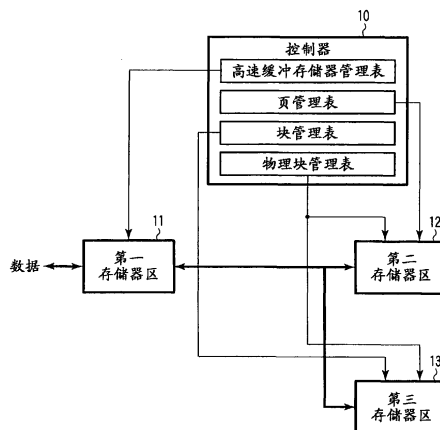 10
控制器
高速缓冲存储器管理表
页管理表
块管理表
物理块管理表
11
第一
存储器区
数据
12
第二
存储器区
13
第三
存储器区